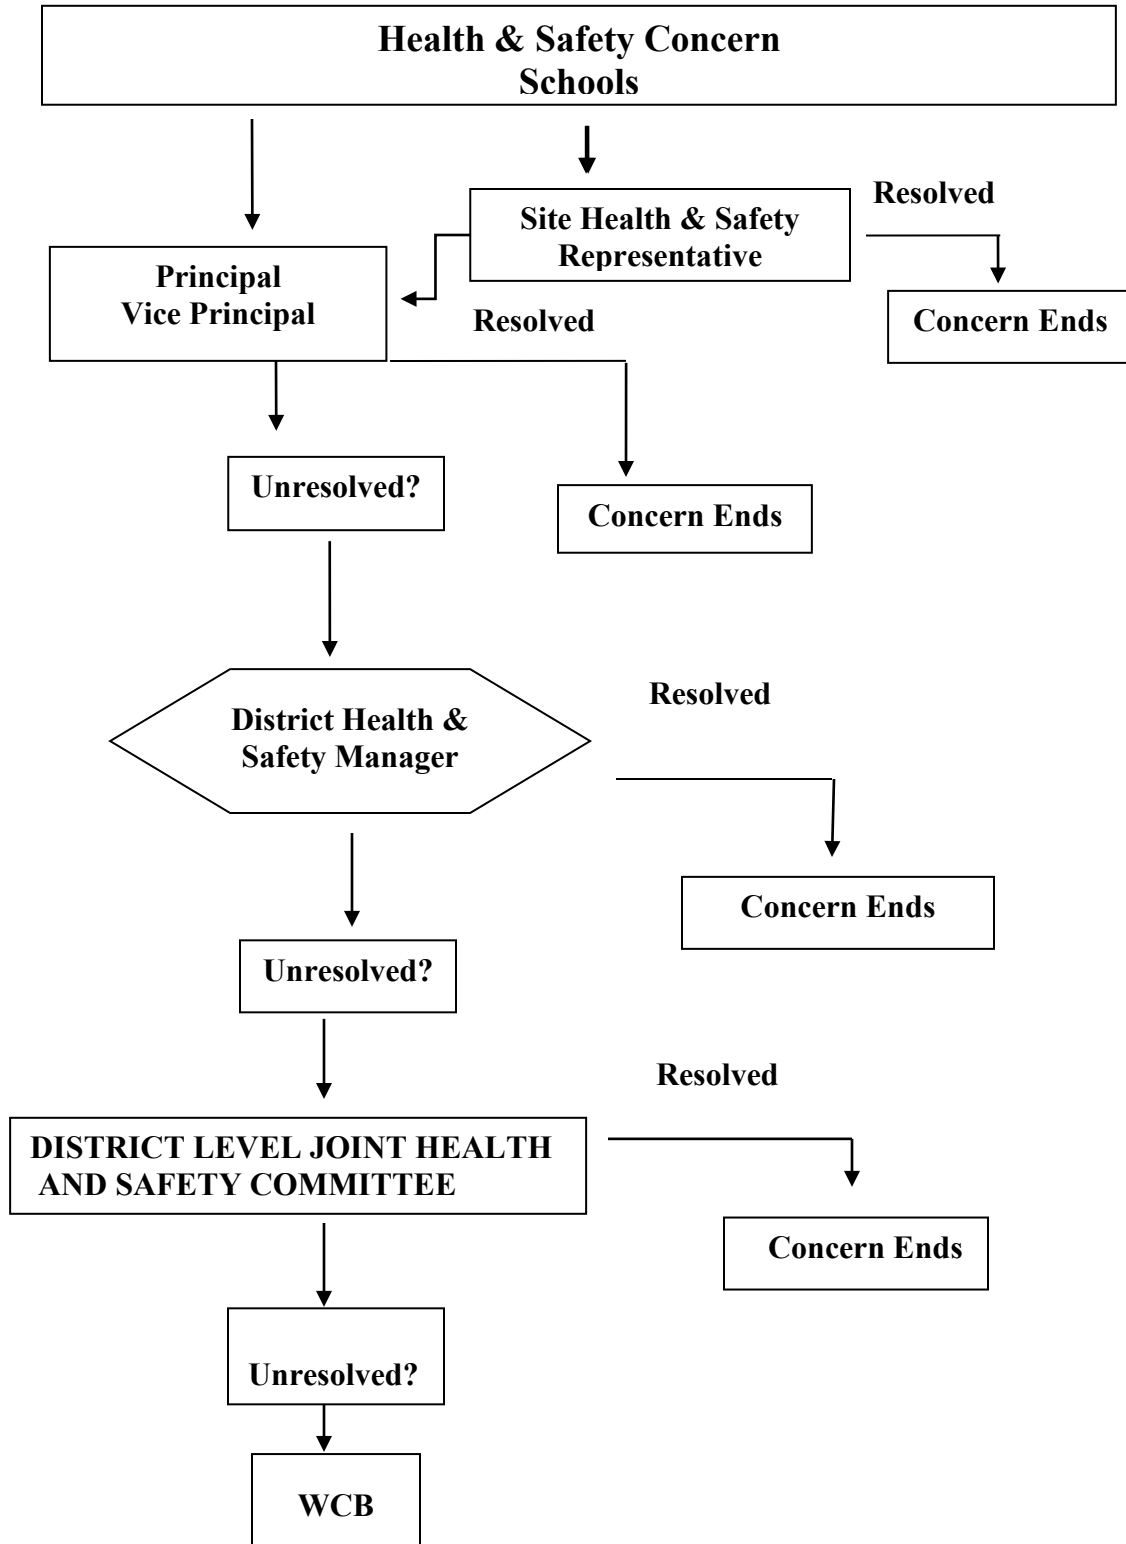 Health & Safety Concern
Schools
Resolved
Site Health & Safety
Representative
Principal
Vice Principal
Resolved
Concern Ends
Unresolved?
Concern Ends
Resolved
District Health &
Safety Manager
Concern Ends
Unresolved?
Resolved
DISTRICT LEVEL JOINT HEALTH
AND SAFETY COMMITTEE
Concern Ends
Unresolved?
WCB